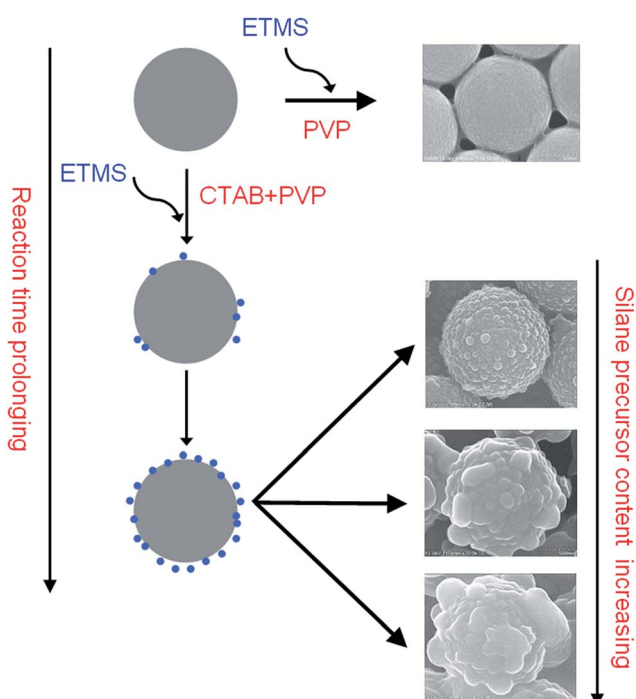 ETMS
PVP
ETMS
CTAB+PVP
Reaction time prolonging
Silane precursor content increasing